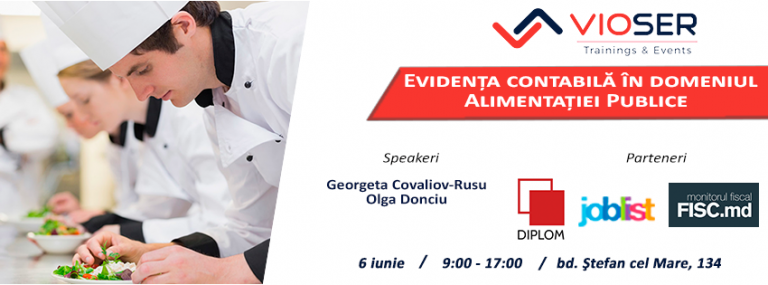 VIOSER
Trainings & Events
EVIDENȚA CONTABILĂ ÎN DOMENIUL
ALIMENTAȚIEI PUBLICE
Speakeri
Parteneri
Georgeta Covaliov-Rusu
Olga Donciu
DIPLOM
joblist
monitorul fiscal
FISC.md
6 iunie / 9:00 - 17:00 / bd. Ștefan cel Mare, 134